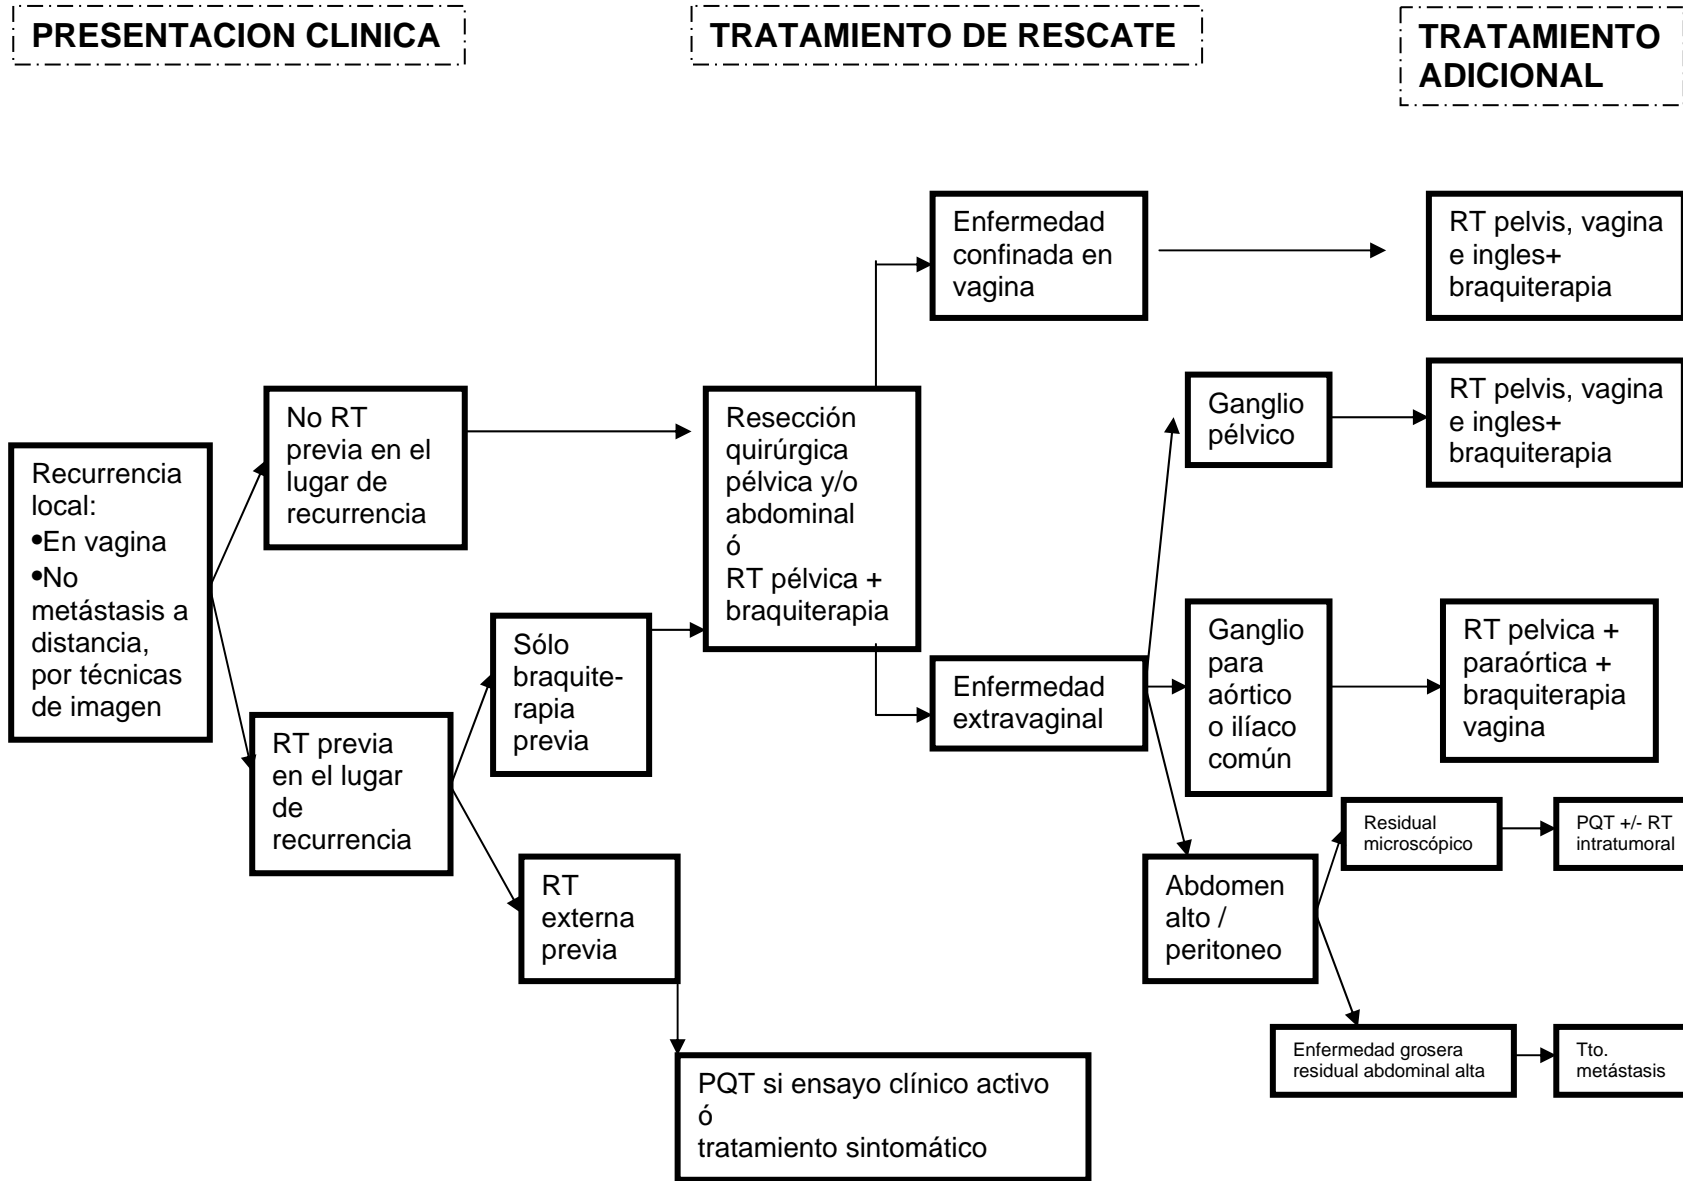 PRESENTACION CLINICA
TRATAMIENTO DE RESCATE
TRATAMIENTO
ADICIONAL
Recurrencia
local:
•En vagina
•No
metástasis a
distancia,
por técnicas
de imagen
No RT
previa en el
lugar de
recurrencia
RT previa
en el lugar
de
recurrencia
Sólo
braquite-
rapia
previa
RT
externa
previa
Resección
quirúrgica
pélvica y/o
abdominal
ó
RT pélvica +
braquiterapia
PQT si ensayo clínico activo
ó
tratamiento sintomático
Enfermedad
confinada en
vagina
Enfermedad
extravaginal
RT pelvis, vagina
e ingles+
braquiterapia
Ganglio
pélvico
RT pelvis, vagina
e ingles+
braquiterapia
Ganglio
para
aórtico
o ilíaco
común
RT pelvica +
paraórtica +
braquiterapia
vagina
Abdomen
alto /
peritoneo
Residual
microscópico
PQT +/- RT
intratumoral
Enfermedad grosera
residual abdominal alta
Tto.
metástasis